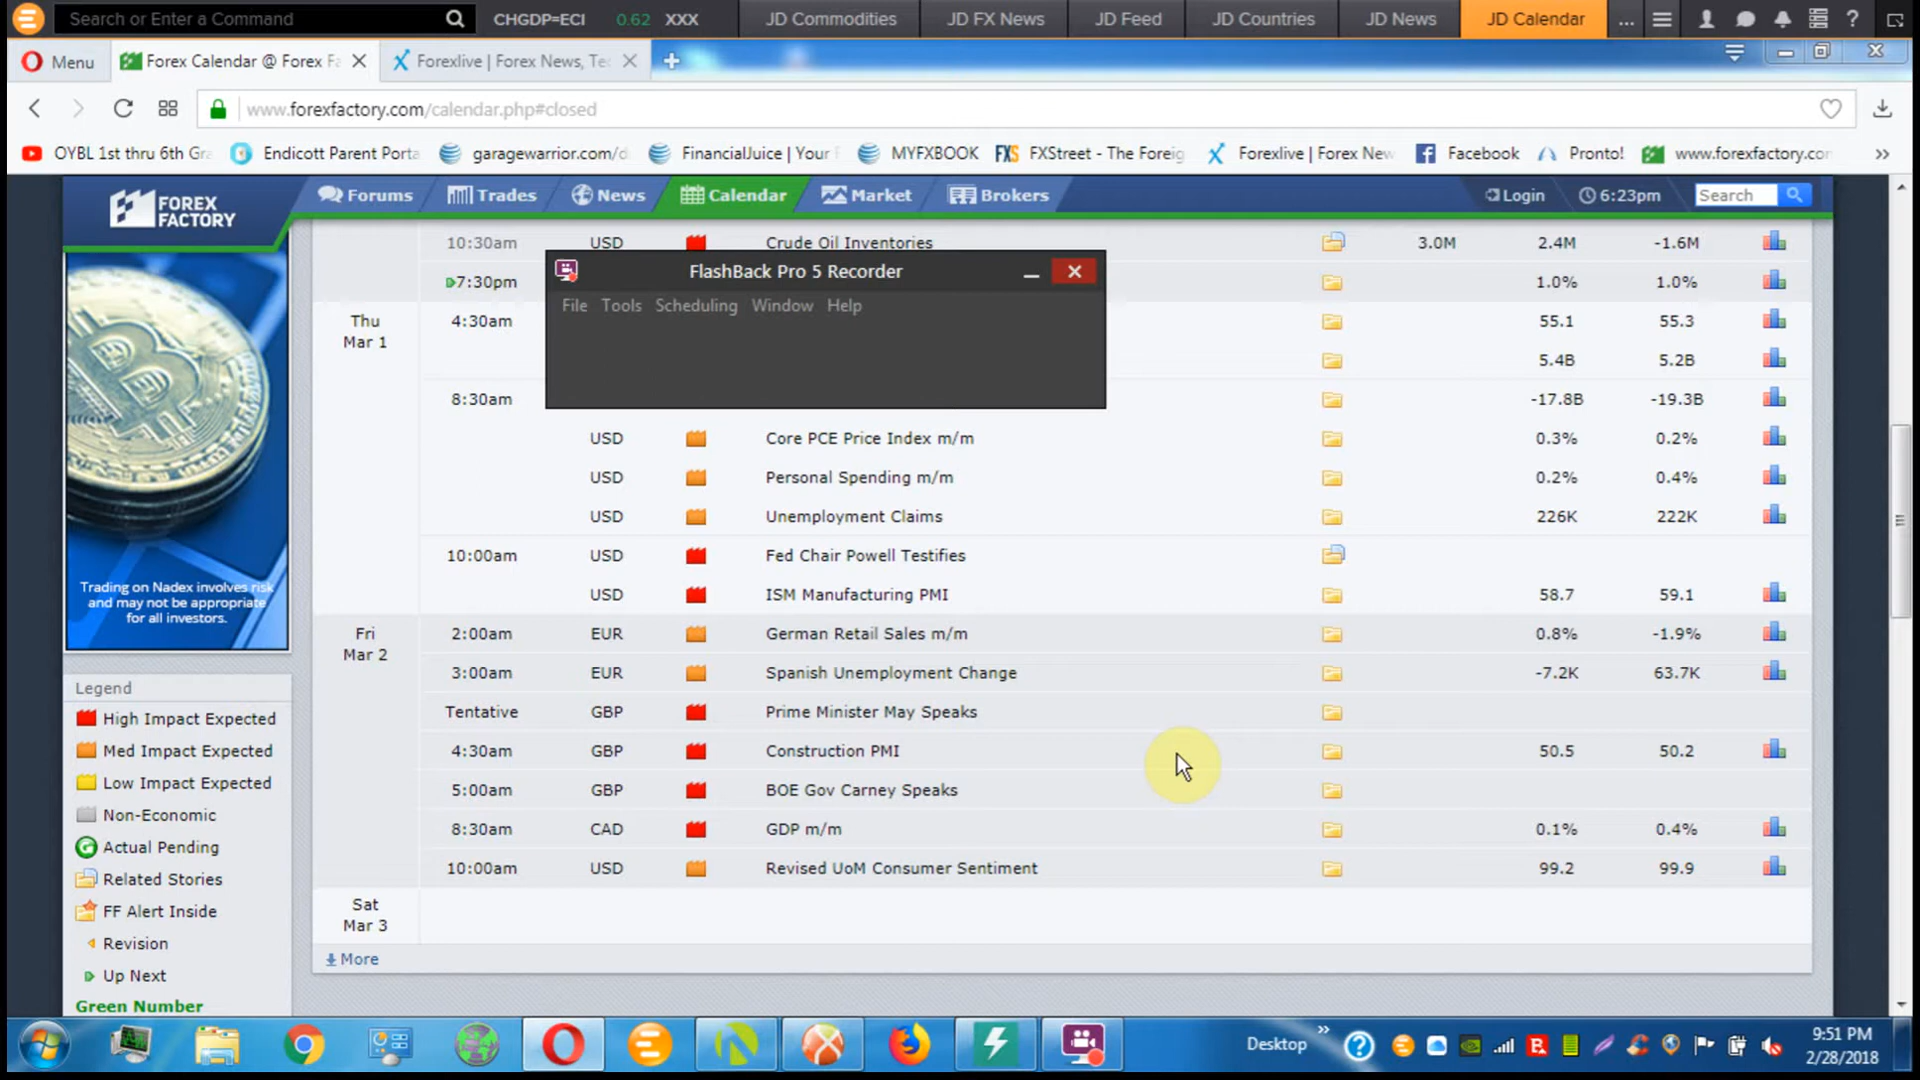 Search or Enter a Command
CHGDP=ECI 0.62 XXX
JD Commodities
JD FX News
JD Feed
JD Countries
JD News
JD Calendar
...
?
Menu
Forex Calendar @ Forex Fa
Forexlive | Forex News, Tec
www.forexfactory.com/calendar.php#closed
OYBL 1st thru 6th Gra
Endicott Parent Porta
garagewarrior.com/d
FinancialJuice | Your
MYFXBOOK
FXS FXStreet - The Foreig
Forexlive | Forex New
Facebook
Pronto!
www.forexfactory.com
FOREX FACTORY
Forums
Trades
News
Calendar
Market
Brokers
Login
6:23pm
Search
10:30am USD Crude Oil Inventories 3.0M 2.4M -1.6M
7:30pm 1.0% 1.0%
FlashBack Pro 5 Recorder
File Tools Scheduling Window Help
Thu Mar 1
4:30am 55.1 55.3
5.4B 5.2B
8:30am -17.8B -19.3B
USD Core PCE Price Index m/m 0.3% 0.2%
USD Personal Spending m/m 0.2% 0.4%
USD Unemployment Claims 226K 222K
10:00am USD Fed Chair Powell Testifies
USD ISM Manufacturing PMI 58.7 59.1
Fri Mar 2
2:00am EUR German Retail Sales m/m 0.8% -1.9%
3:00am EUR Spanish Unemployment Change -7.2K 63.7K
Tentative GBP Prime Minister May Speaks
4:30am GBP Construction PMI 50.5 50.2
5:00am GBP BOE Gov Carney Speaks
8:30am CAD GDP m/m 0.1% 0.4%
10:00am USD Revised UoM Consumer Sentiment 99.2 99.9
Sat Mar 3
More
Trading on Nadex involves risk
and may not be appropriate
for all investors.
Legend
High Impact Expected
Med Impact Expected
Low Impact Expected
Non-Economic
Actual Pending
Related Stories
FF Alert Inside
Revision
Up Next
Green Number
Desktop
9:51 PM
2/28/2018